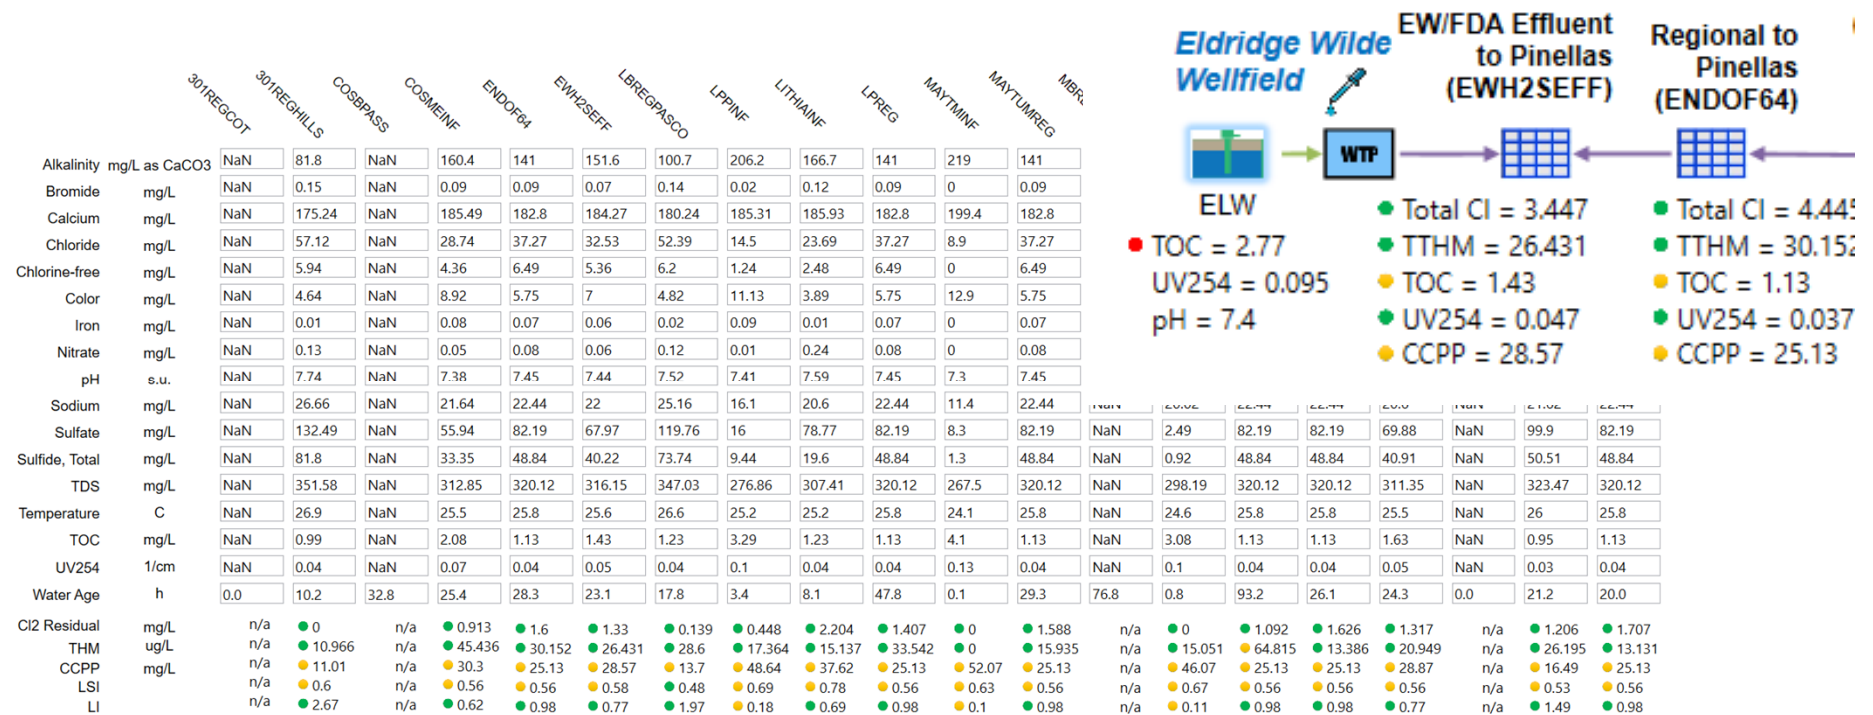 301REGCOT 301REGHILLS COSBPASS COSMEINF ENDOF64 EWH2SEFF LBREGPASCO LPPINF LITHIAINF LPREG MAYTMINF MAYTUMREG
Alkalinity mg/L as CaCO3 NaN 81.8 NaN 160.4 141 151.6 100.7 206.2 166.7 141 219 141
Bromide mg/L NaN 0.15 NaN 0.09 0.09 0.07 0.14 0.02 0.12 0.09 0 0.09
Calcium mg/L NaN 175.24 NaN 185.49 182.8 184.27 180.24 185.31 185.93 182.8 199.4 182.8
Chloride mg/L NaN 57.12 NaN 28.74 37.27 32.53 52.39 14.5 23.69 37.27 8.9 37.27
Chlorine-free mg/L NaN 5.94 NaN 4.36 6.49 5.36 6.2 1.24 2.48 6.49 0 6.49
Color mg/L NaN 4.64 NaN 8.92 5.75 7 4.82 11.13 3.89 5.75 12.9 5.75
Iron mg/L NaN 0.01 NaN 0.08 0.07 0.06 0.02 0.09 0.01 0.07 0 0.07
Nitrate mg/L NaN 0.13 NaN 0.05 0.08 0.06 0.12 0.01 0.24 0.08 0 0.08
pH s.u. NaN 7.74 NaN 7.38 7.45 7.44 7.52 7.41 7.59 7.45 7.3 7.45
Sodium mg/L NaN 26.66 NaN 21.64 22.44 22 25.16 16.1 20.6 22.44 11.4 22.44
Sulfate mg/L NaN 132.49 NaN 55.94 82.19 67.97 119.76 16 78.77 82.19 8.3 82.19 NaN 2.49 82.19 82.19 69.88 NaN 99.9 82.19
Sulfide, Total mg/L NaN 81.8 NaN 33.35 48.84 40.22 73.74 9.44 19.6 48.84 1.3 48.84 NaN 0.92 48.84 48.84 40.91 NaN 50.51 48.84
TDS mg/L NaN 351.58 NaN 312.85 320.12 316.15 347.03 276.86 307.41 320.12 267.5 320.12 NaN 298.19 320.12 320.12 311.35 NaN 323.47 320.12
Temperature C NaN 26.9 NaN 25.5 25.8 25.6 26.6 25.2 25.2 25.8 24.1 25.8 NaN 24.6 25.8 25.8 25.5 NaN 26 25.8
TOC mg/L NaN 0.99 NaN 2.08 1.13 1.43 1.23 3.29 1.23 1.13 4.1 1.13 NaN 3.08 1.13 1.13 1.63 NaN 0.95 1.13
UV254 1/cm NaN 0.04 NaN 0.07 0.04 0.05 0.04 0.1 0.04 0.04 0.13 0.04 NaN 0.1 0.04 0.04 0.05 NaN 0.03 0.04
Water Age h 0.0 10.2 32.8 25.4 28.3 23.1 17.8 3.4 8.1 47.8 0.1 29.3 76.8 0.8 93.2 26.1 24.3 0.0 21.2 20.0
Cl2 Residual mg/L n/a 0 n/a 0.913 1.6 1.33 0.139 0.448 2.204 1.407 0 1.588 n/a 0 1.092 1.626 1.317 n/a 1.206 1.707
THM ug/L n/a 10.966 n/a 45.436 30.152 26.431 28.6 17.364 15.137 33.542 0 15.935 n/a 15.051 64.815 13.386 20.949 n/a 26.195 13.131
CCPP mg/L n/a 11.01 n/a 30.3 25.13 28.57 13.7 48.64 37.62 25.13 52.07 25.13 n/a 46.07 25.13 25.13 28.87 n/a 16.49 25.13
LSI n/a 0.6 n/a 0.56 0.56 0.58 0.48 0.69 0.78 0.56 0.63 0.56 n/a 0.67 0.56 0.56 0.56 n/a 0.53 0.56
LI n/a 2.67 n/a 0.62 0.98 0.77 1.97 0.18 0.69 0.98 0.1 0.98 n/a 0.11 0.98 0.98 0.77 n/a 1.49 0.98
Eldridge Wilde
Wellfield
EW/FDA Effluent
to Pinellas
(EWH2SEFF)
Regional to
Pinellas
(ENDOF64)
WTP
ELW
TOC = 2.77
UV254 = 0.095
pH = 7.4
Total Cl = 3.447
TTHM = 26.431
TOC = 1.43
UV254 = 0.047
CCPP = 28.57
Total Cl = 4.445
TTHM = 30.152
TOC = 1.13
UV254 = 0.037
CCPP = 25.13